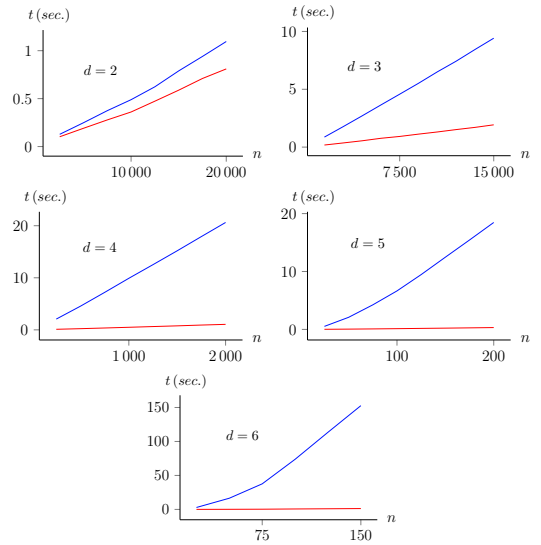 t (sec.)
1
0.5
0
d = 2
10 000
20 000
n
t (sec.)
10
5
0
d = 3
7 500
15 000
n
t (sec.)
20
10
0
d = 4
1 000
2 000
n
t (sec.)
20
10
0
d = 5
100
200
n
t (sec.)
150
100
50
0
d = 6
75
150
n